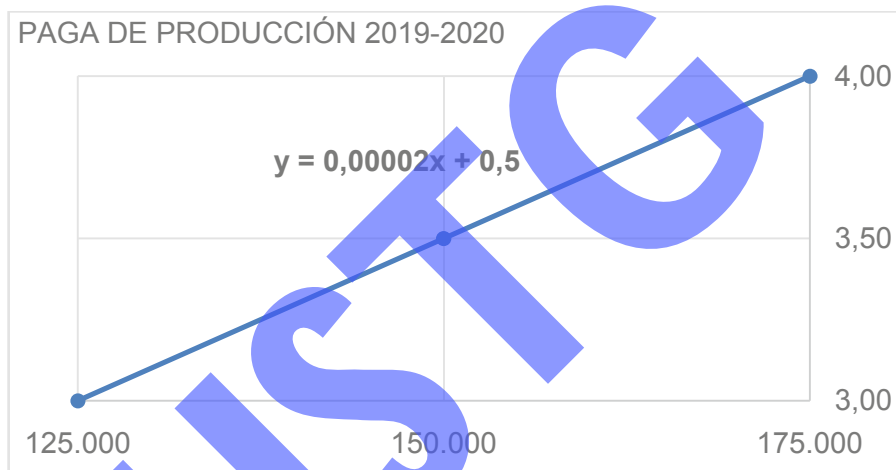 PAGA DE PRODUCCIÓN 2019-2020
4,00
y = 0,00002x + 0,5
3,50
3,00
125.000 150.000 175.000
USTG